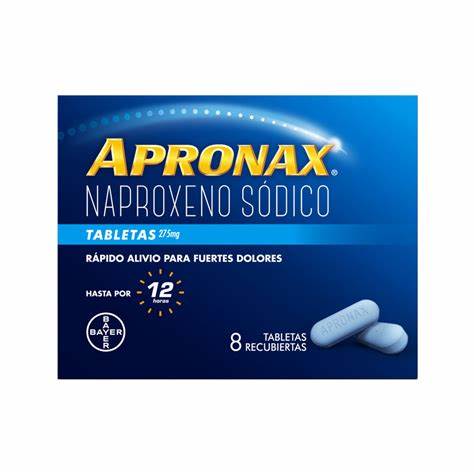 APRONAX®
NAPROXENO SÓDICO
TABLETAS 275mg
RÁPIDO ALIVIO PARA FUERTES DOLORES
HASTA POR 12 horas
BAYER
BAYER
8 TABLETAS RECUBIERTAS
APRONAX